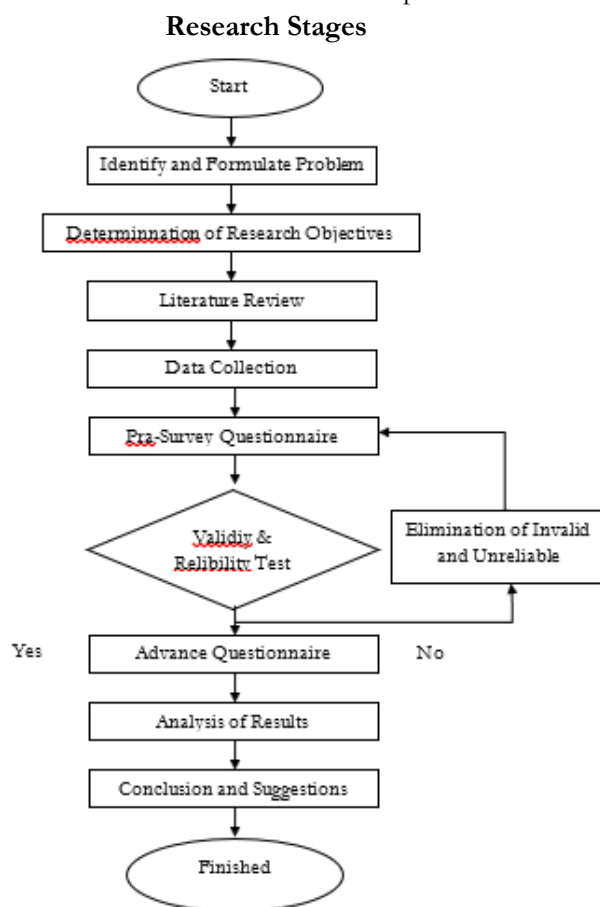 Research Stages
Start
Identify and Formulate Problem
Determinnation of Research Objectives
Literature Review
Data Collection
Pra-Survey Questionnaire
Validiy &
Relibility Test
Elimination of Invalid
and Unreliable
Yes
Advance Questionnaire
No
Analysis of Results
Conclusion and Suggestions
Finished